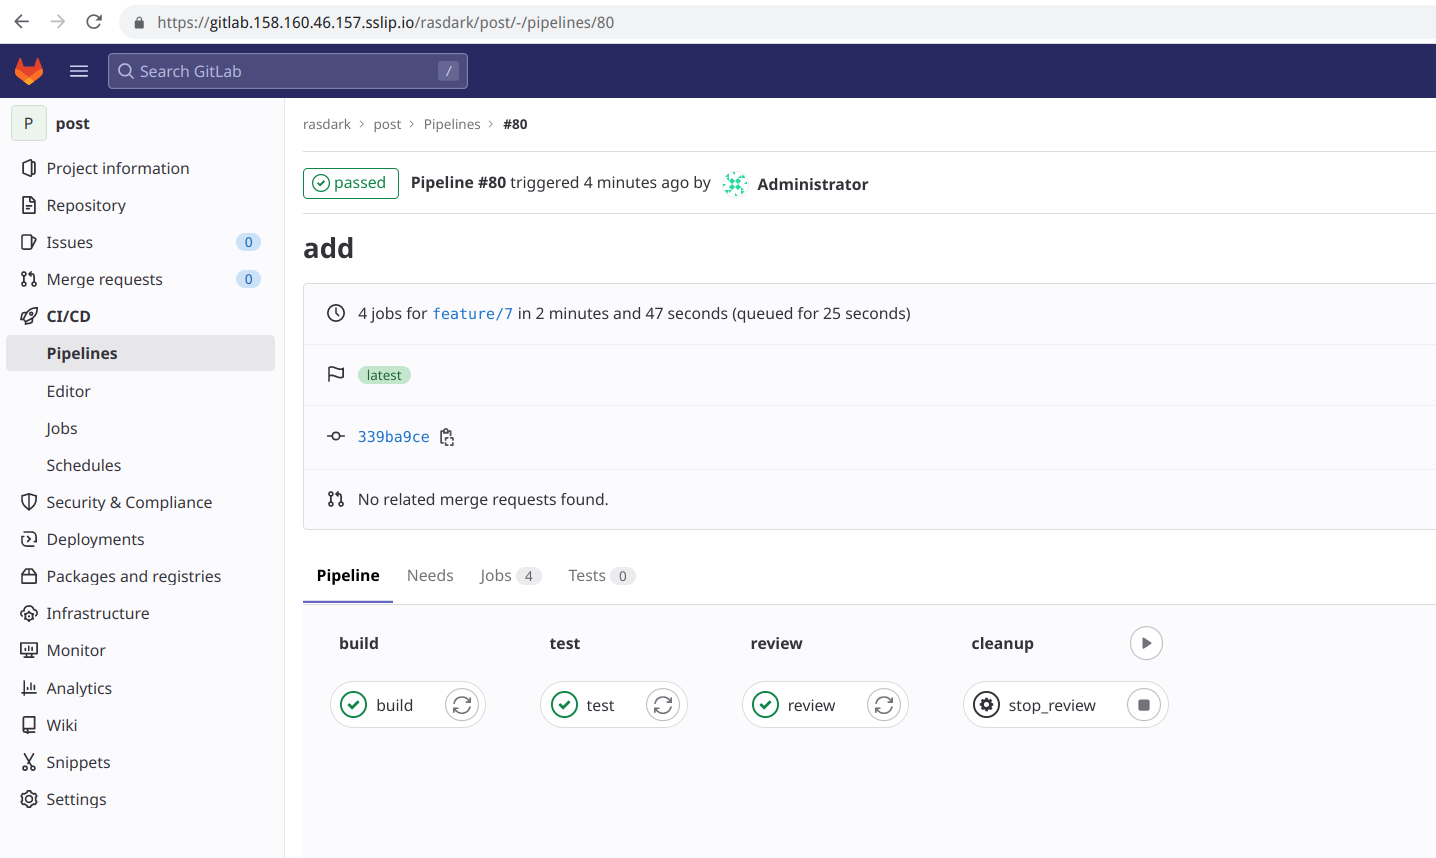 https://gitlab.158.160.46.157.sslip.io/rasdark/post/-/pipelines/80
Search GitLab /
P post
Project information
Repository
Issues 0
Merge requests 0
CI/CD
Pipelines
Editor
Jobs
Schedules
Security & Compliance
Deployments
Packages and registries
Infrastructure
Monitor
Analytics
Wiki
Snippets
Settings
rasdark > post > Pipelines > #80
passed Pipeline #80 triggered 4 minutes ago by Administrator
add
4 jobs for feature/7 in 2 minutes and 47 seconds (queued for 25 seconds)
latest
339ba9ce
No related merge requests found.
Pipeline Needs Jobs 4 Tests 0
build test review cleanup
build test review stop_review